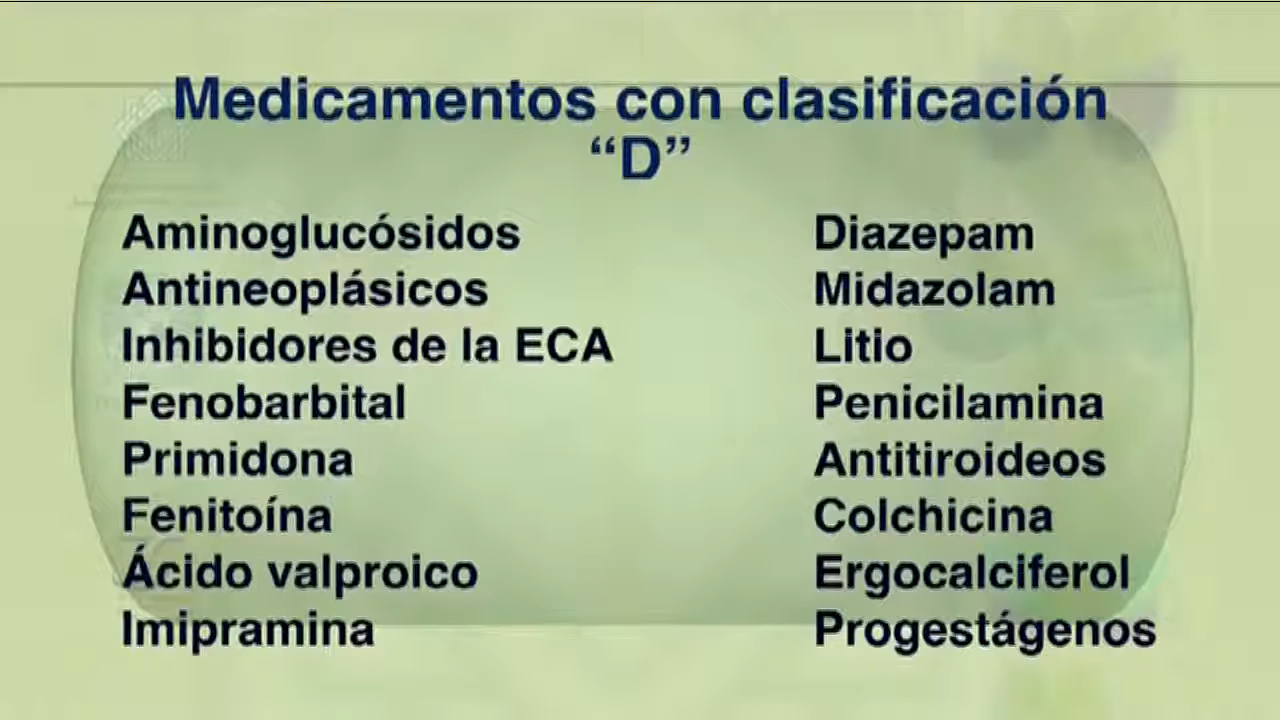 Medicamentos con clasificación
“D”
Aminoglucósidos
Antineoplásicos
Inhibidores de la ECA
Fenobarbital
Primidona
Fenitoína
Ácido valproico
Imipramina
Diazepam
Midazolam
Litio
Penicilamina
Antitiroideos
Colchicina
Ergocalciferol
Progestágenos